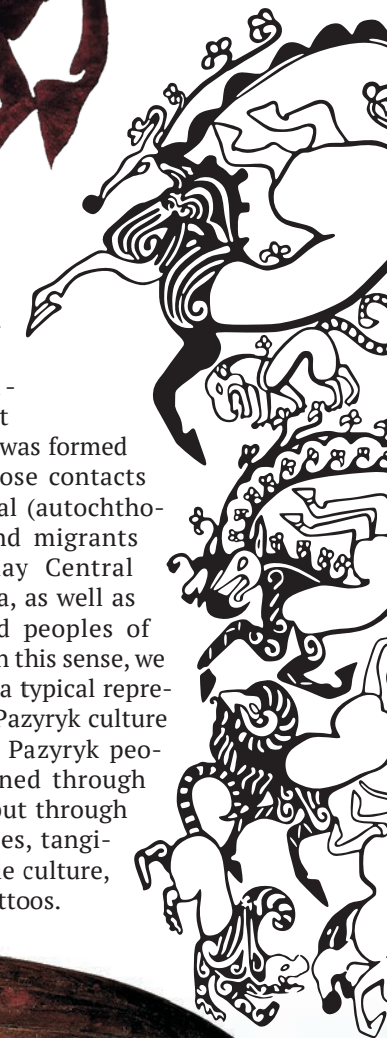 -
t
was formed
ose contacts
al (autochtho-
nd migrants
ay Central
a, as well as
d peoples of
n this sense, we
a typical repre-
Pazyryk culture
Pazyryk peo-
ned through
out through
es, tangi-
e culture,
ttoos.